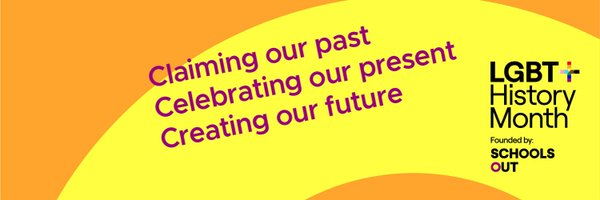 Claiming our past
Celebrating our present
Creating our future
LGBT+
History
Month
Founded by:
SCHOOLS
OUT